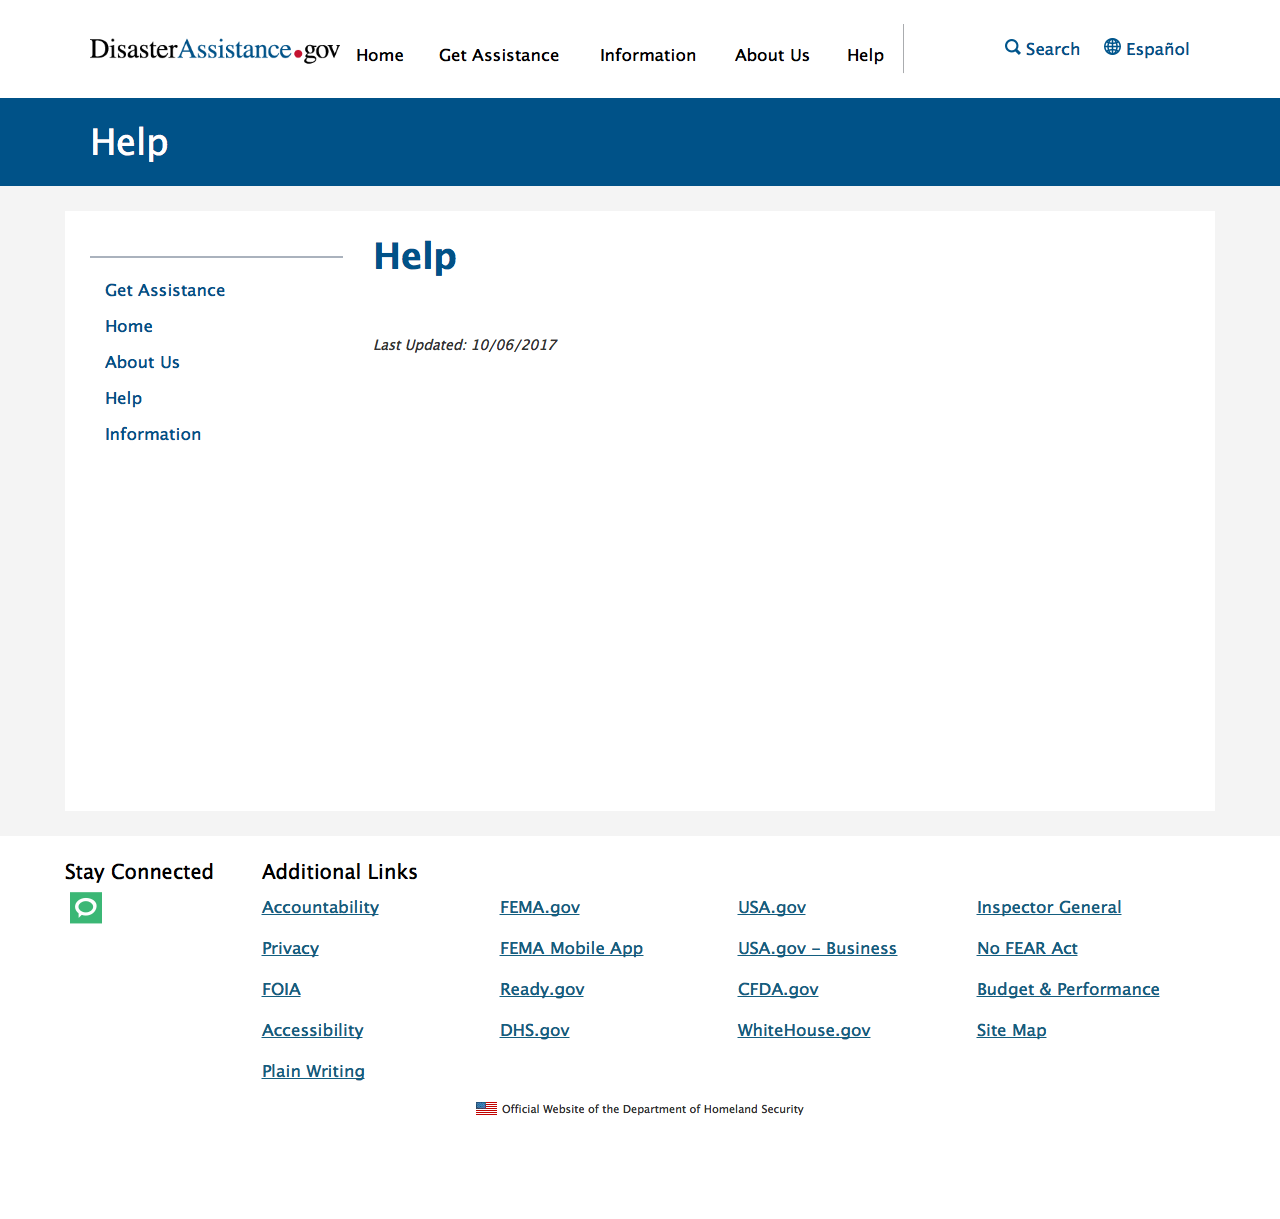 DisasterAssistance.gov Home Get Assistance Information About Us Help Search Español
Help
Help
Get Assistance
Home
About Us
Help
Information
Last Updated: 10/06/2017
Stay Connected
Additional Links
Accountability FEMA.gov USA.gov Inspector General
Privacy FEMA Mobile App USA.gov – Business No FEAR Act
FOIA Ready.gov CFDA.gov Budget & Performance
Accessibility DHS.gov WhiteHouse.gov Site Map
Plain Writing
Official Website of the Department of Homeland Security